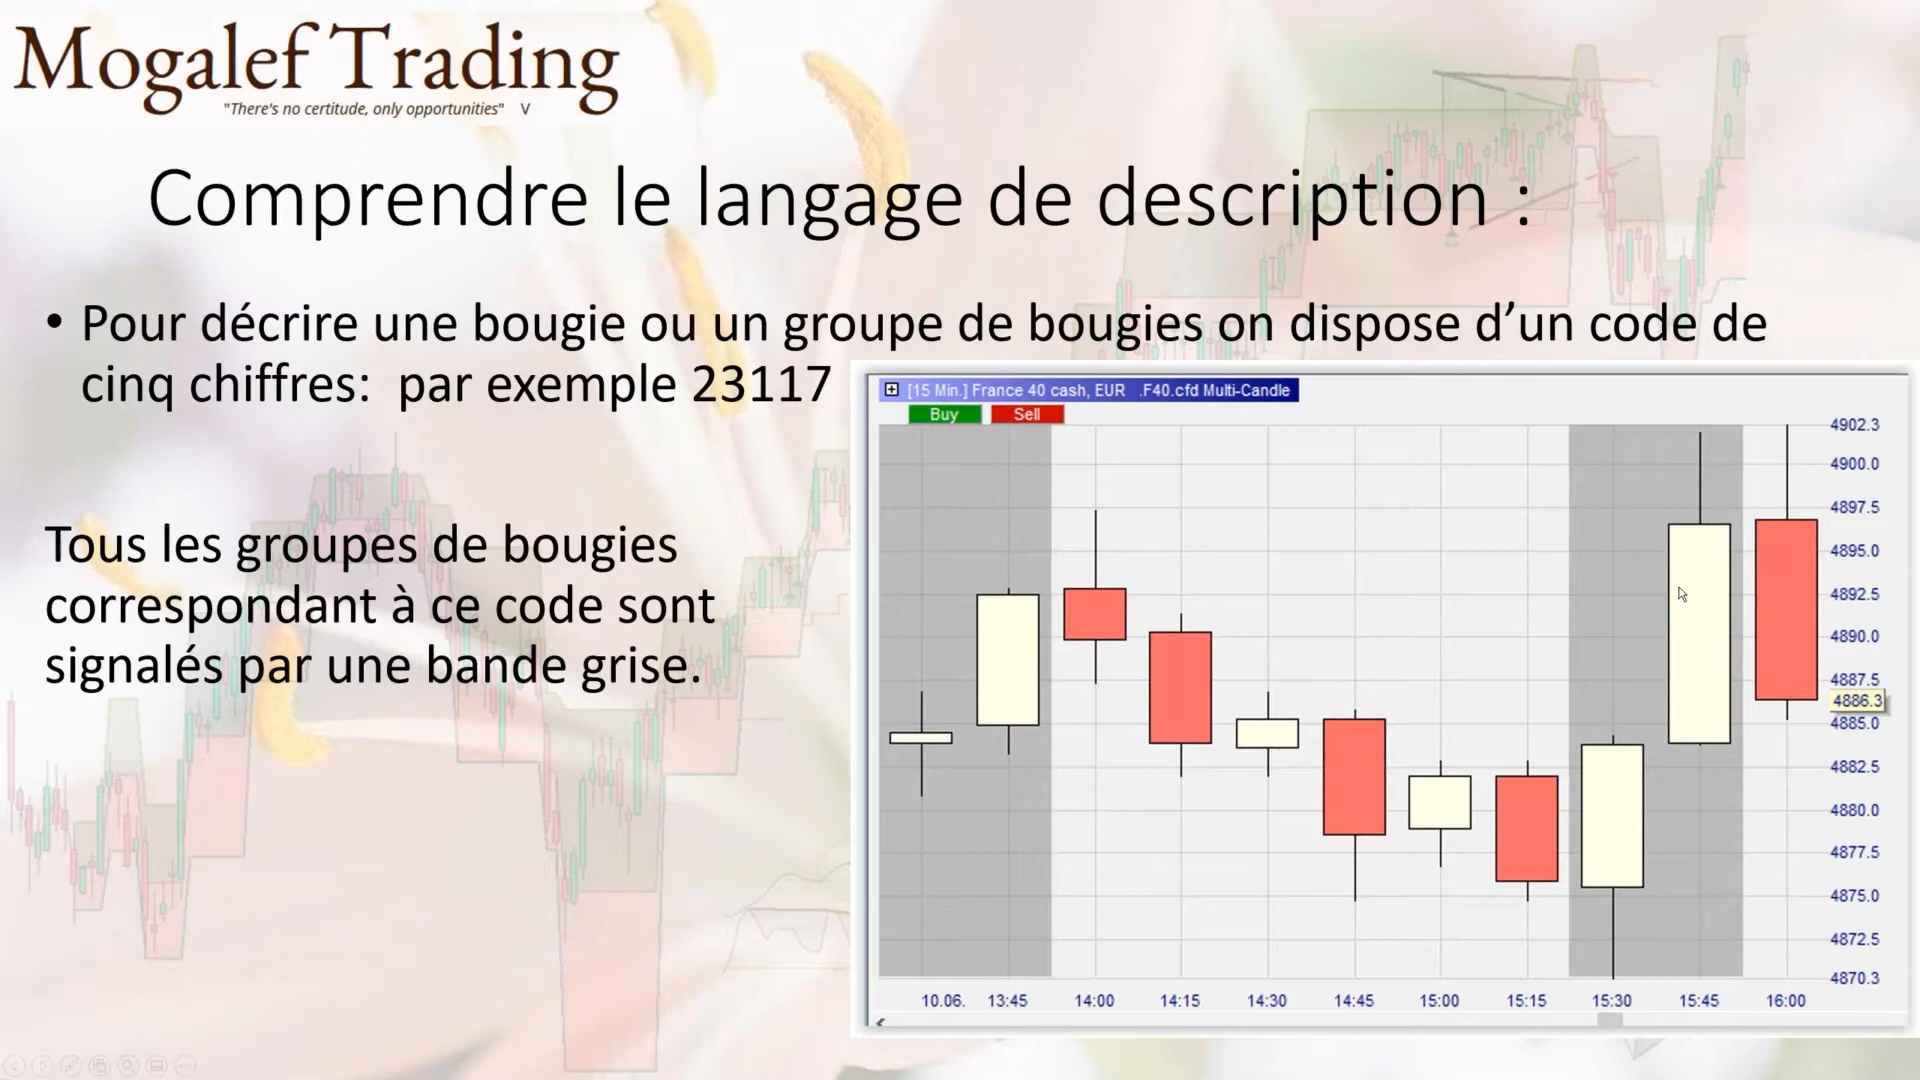 Mogalef Trading
"There's no certitude, only opportunities" V
Comprendre le langage de description :
• Pour décrire une bougie ou un groupe de bougies on dispose d’un code de
cinq chiffres: par exemple 23117
Tous les groupes de bougies
correspondant à ce code sont
signalés par une bande grise.
[15 Min.] France 40 cash, EUR .F40.cfd Multi-Candle
Buy Sell
4902.3
4900.0
4897.5
4895.0
4892.5
4890.0
4887.5
4886.3
4885.0
4882.5
4880.0
4877.5
4875.0
4872.5
4870.3
10.06. 13:45 14:00 14:15 14:30 14:45 15:00 15:15 15:30 15:45 16:00